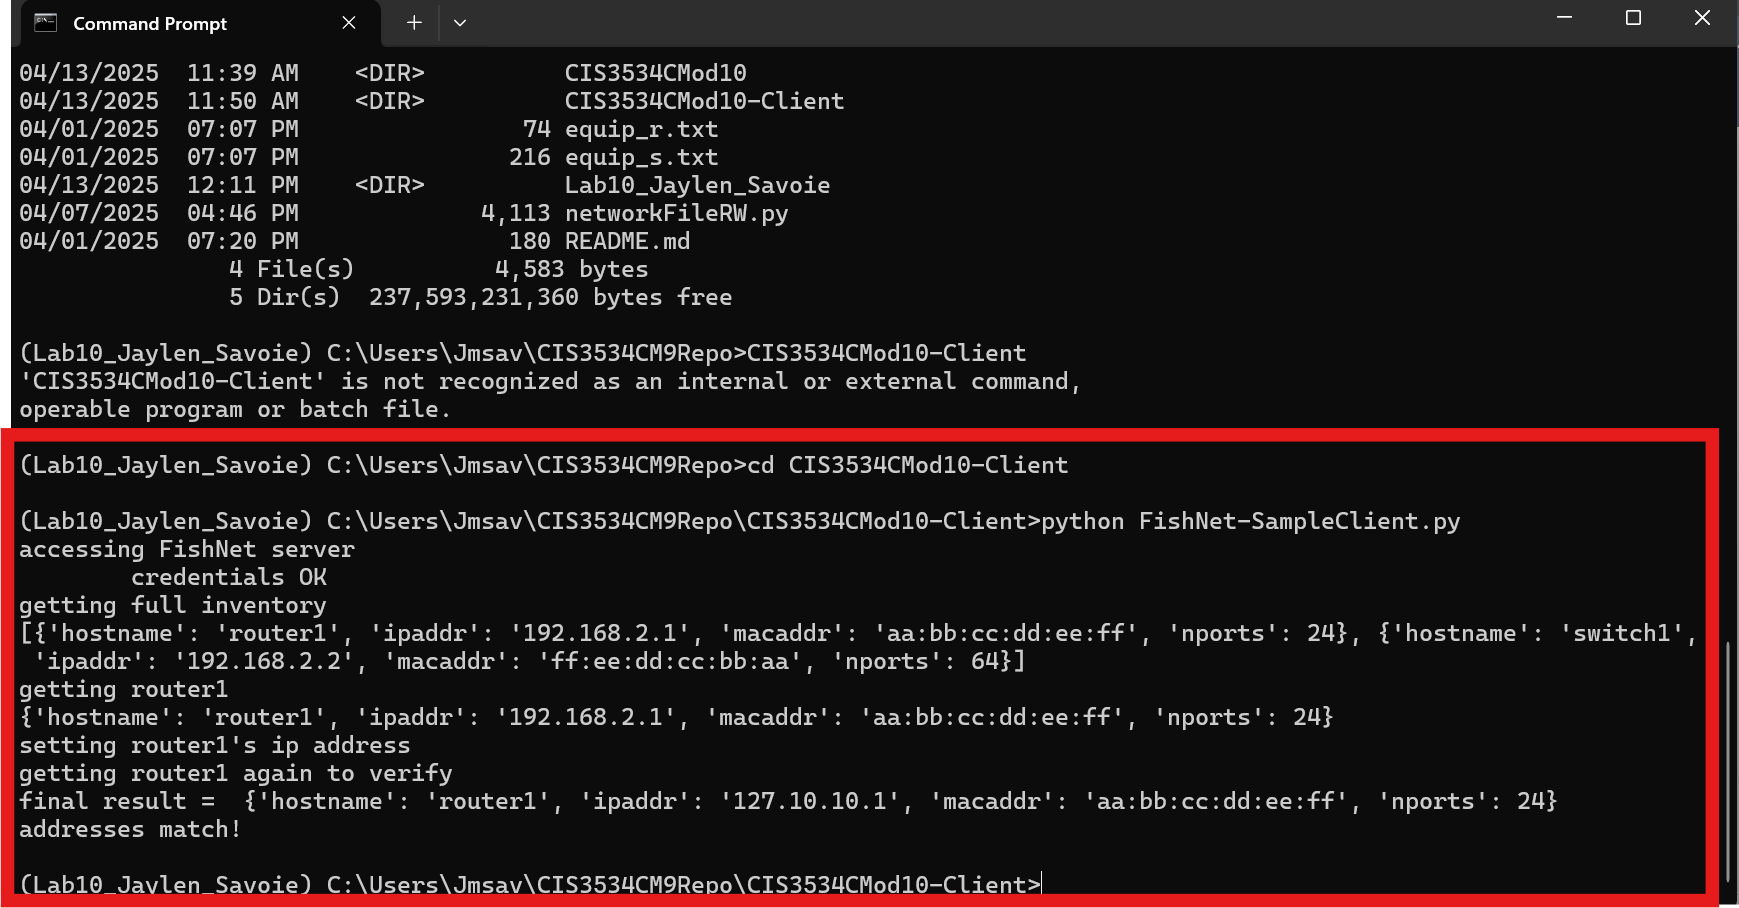 Command Prompt
04/13/2025  11:39 AM    <DIR>          CIS3534CMod10
04/13/2025  11:50 AM    <DIR>          CIS3534CMod10-Client
04/01/2025  07:07 PM                74 equip_r.txt
04/01/2025  07:07 PM               216 equip_s.txt
04/13/2025  12:11 PM    <DIR>          Lab10_Jaylen_Savoie
04/07/2025  04:46 PM             4,113 networkFileRW.py
04/01/2025  07:20 PM               180 README.md
               4 File(s)          4,583 bytes
               5 Dir(s)  237,593,231,360 bytes free
(Lab10_Jaylen_Savoie) C:\Users\Jmsav\CIS3534CM9Repo>CIS3534CMod10-Client
'CIS3534CMod10-Client' is not recognized as an internal or external command,
operable program or batch file.
(Lab10_Jaylen_Savoie) C:\Users\Jmsav\CIS3534CM9Repo>cd CIS3534CMod10-Client
(Lab10_Jaylen_Savoie) C:\Users\Jmsav\CIS3534CM9Repo\CIS3534CMod10-Client>python FishNet-SampleClient.py
accessing FishNet server
        credentials OK
getting full inventory
[{'hostname': 'router1', 'ipaddr': '192.168.2.1', 'macaddr': 'aa:bb:cc:dd:ee:ff', 'nports': 24}, {'hostname': 'switch1',
 'ipaddr': '192.168.2.2', 'macaddr': 'ff:ee:dd:cc:bb:aa', 'nports': 64}]
getting router1
{'hostname': 'router1', 'ipaddr': '192.168.2.1', 'macaddr': 'aa:bb:cc:dd:ee:ff', 'nports': 24}
setting router1's ip address
getting router1 again to verify
final result =  {'hostname': 'router1', 'ipaddr': '127.10.10.1', 'macaddr': 'aa:bb:cc:dd:ee:ff', 'nports': 24}
addresses match!
(Lab10_Jaylen_Savoie) C:\Users\Jmsav\CIS3534CM9Repo\CIS3534CMod10-Client>